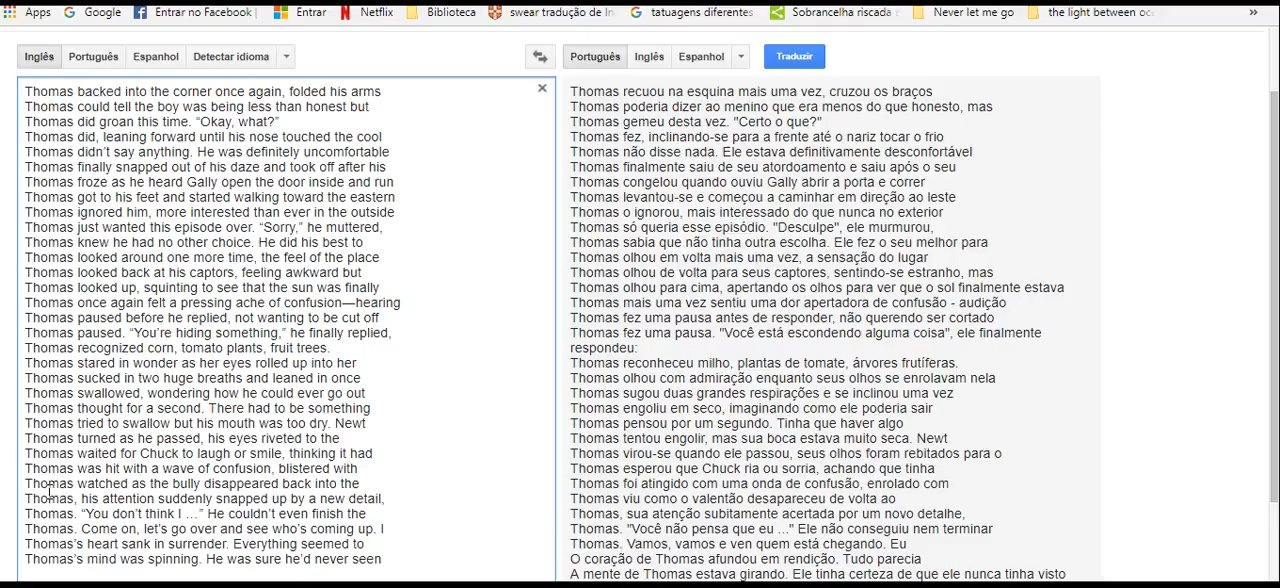 Apps Google Entrar no Facebook Entrar Netflix Biblioteca swear tradução de In tatuagens diferentes Sobrancelha riscada Never let me go the light between oce »
Inglês Português Espanhol Detectar idioma
Português Inglês Espanhol Traduzir
Thomas backed into the corner once again, folded his arms
Thomas could tell the boy was being less than honest but
Thomas did groan this time. “Okay, what?”
Thomas did, leaning forward until his nose touched the cool
Thomas didn’t say anything. He was definitely uncomfortable
Thomas finally snapped out of his daze and took off after his
Thomas froze as he heard Gally open the door inside and run
Thomas got to his feet and started walking toward the eastern
Thomas ignored him, more interested than ever in the outside
Thomas just wanted this episode over. “Sorry,” he muttered,
Thomas knew he had no other choice. He did his best to
Thomas looked around one more time, the feel of the place
Thomas looked back at his captors, feeling awkward but
Thomas looked up, squinting to see that the sun was finally
Thomas once again felt a pressing ache of confusion—hearing
Thomas paused before he replied, not wanting to be cut off
Thomas paused. “You’re hiding something,” he finally replied,
Thomas recognized corn, tomato plants, fruit trees.
Thomas stared in wonder as her eyes rolled up into her
Thomas sucked in two huge breaths and leaned in once
Thomas swallowed, wondering how he could ever go out
Thomas thought for a second. There had to be something
Thomas tried to swallow but his mouth was too dry. Newt
Thomas turned as he passed, his eyes riveted to the
Thomas waited for Chuck to laugh or smile, thinking it had
Thomas was hit with a wave of confusion, blistered with
Thomas watched as the bully disappeared back into the
Thomas, his attention suddenly snapped up by a new detail,
Thomas. “You don’t think I …” He couldn’t even finish the
Thomas. Come on, let’s go over and see who’s coming up. I
Thomas’s heart sank in surrender. Everything seemed to
Thomas’s mind was spinning. He was sure he’d never seen
Thomas recuou na esquina mais uma vez, cruzou os braços
Thomas poderia dizer ao menino que era menos do que honesto, mas
Thomas gemeu desta vez. "Certo o que?"
Thomas fez, inclinando-se para a frente até o nariz tocar o frio
Thomas não disse nada. Ele estava definitivamente desconfortável
Thomas finalmente saiu de seu atordoamento e saiu após o seu
Thomas congelou quando ouviu Gally abrir a porta e correr
Thomas levantou-se e começou a caminhar em direção ao leste
Thomas o ignorou, mais interessado do que nunca no exterior
Thomas só queria esse episódio. "Desculpe", ele murmurou,
Thomas sabia que não tinha outra escolha. Ele fez o seu melhor para
Thomas olhou em volta mais uma vez, a sensação do lugar
Thomas olhou de volta para seus captores, sentindo-se estranho, mas
Thomas olhou para cima, apertando os olhos para ver que o sol finalmente estava
Thomas mais uma vez sentiu uma dor apertadora de confusão - audição
Thomas fez uma pausa antes de responder, não querendo ser cortado
Thomas fez uma pausa. "Você está escondendo alguma coisa", ele finalmente
respondeu:
Thomas reconheceu milho, plantas de tomate, árvores frutíferas.
Thomas olhou com admiração enquanto seus olhos se enrolavam nela
Thomas sugou duas grandes respirações e se inclinou uma vez
Thomas engoliu em seco, imaginando como ele poderia sair
Thomas pensou por um segundo. Tinha que haver algo
Thomas tentou engolir, mas sua boca estava muito seca. Newt
Thomas virou-se quando ele passou, seus olhos foram rebitados para o
Thomas esperou que Chuck ria ou sorria, achando que tinha
Thomas foi atingido com uma onda de confusão, enrolado com
Thomas viu como o valentão desapareceu de volta ao
Thomas, sua atenção subitamente acertada por um novo detalhe,
Thomas. "Você não pensa que eu ..." Ele não conseguiu nem terminar
Thomas. Vamos, vamos e ven quem está chegando. Eu
O coração de Thomas afundou em rendição. Tudo parecia
A mente de Thomas estava girando. Ele tinha certeza de que ele nunca tinha visto